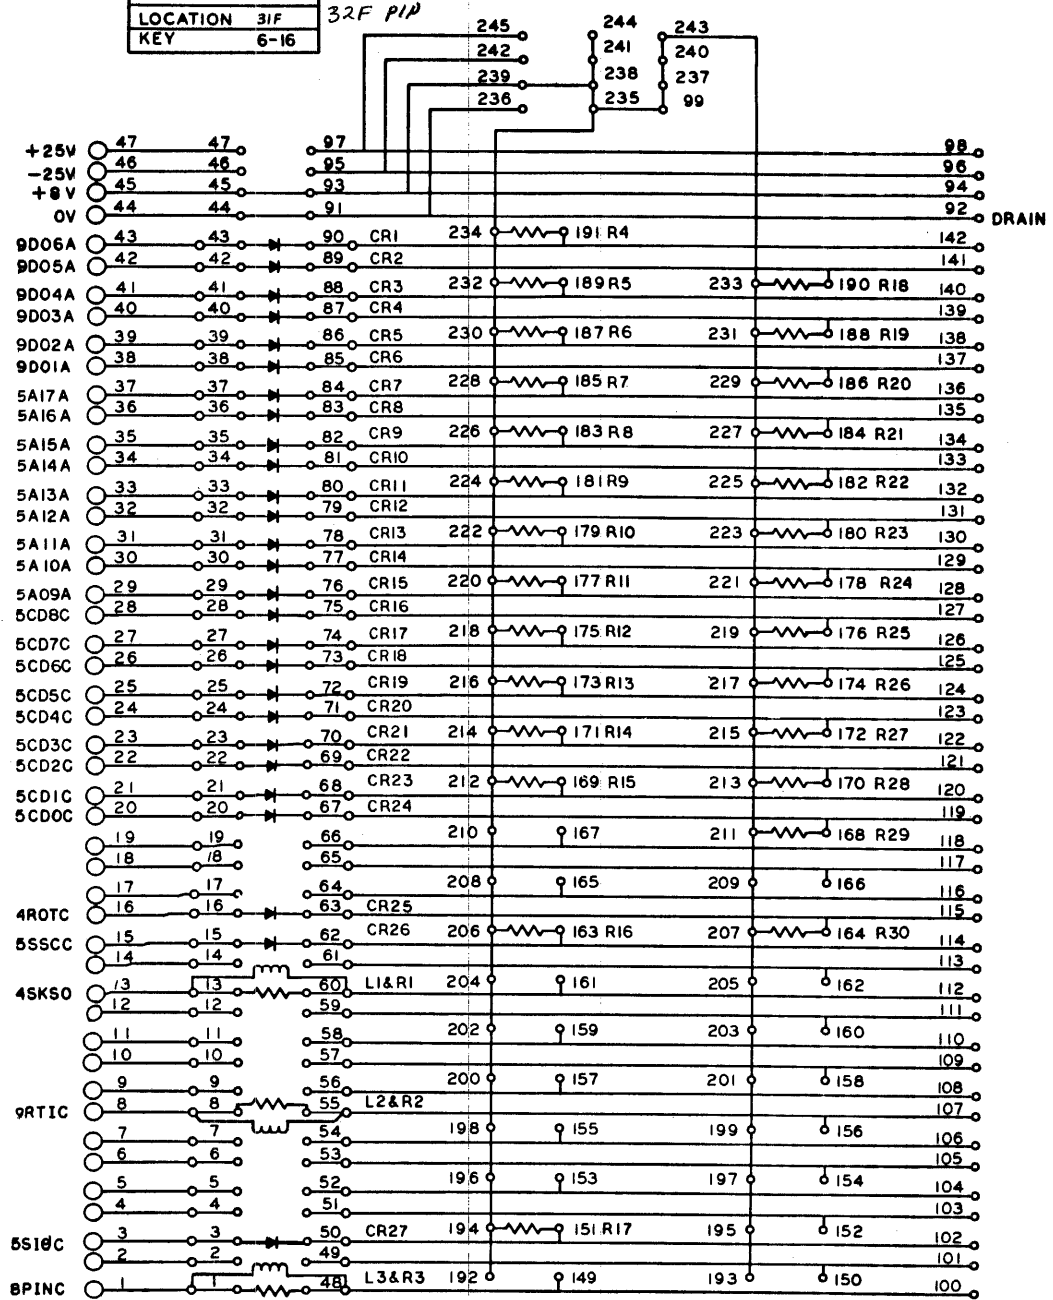 LOCATION 31F
KEY 6-16
32F PIN
245 244 243
242 241 240
239 238 237
236 235 99
+25V 47 47 97 98
-25V 46 46 95 96
+8V 45 45 93 94
0V 44 44 91 92 DRAIN
9D06A 43 43 90 CR1 234 191 R4 142
9D05A 42 42 89 CR2 141
9D04A 41 41 88 CR3 232 189 R5 233 190 R18 140
9D03A 40 40 87 CR4 139
9D02A 39 39 86 CR5 230 187 R6 231 188 R19 138
9D01A 38 38 85 CR6 137
5A17A 37 37 84 CR7 228 185 R7 229 186 R20 136
5A16A 36 36 83 CR8 135
5A15A 35 35 82 CR9 226 183 R8 227 184 R21 134
5A14A 34 34 81 CR10 133
5A13A 33 33 80 CR11 224 181 R9 225 182 R22 132
5A12A 32 32 79 CR12 131
5A11A 31 31 78 CR13 222 179 R10 223 180 R23 130
5A10A 30 30 77 CR14 129
5A09A 29 29 76 CR15 220 177 R11 221 178 R24 128
5CD8C 28 28 75 CR16 127
5CD7C 27 27 74 CR17 218 175 R12 219 176 R25 126
5CD6C 26 26 73 CR18 125
5CD5C 25 25 72 CR19 216 173 R13 217 174 R26 124
5CD4C 24 24 71 CR20 123
5CD3C 23 23 70 CR21 214 171 R14 215 172 R27 122
5CD2C 22 22 69 CR22 121
5CD1C 21 21 68 CR23 212 169 R15 213 170 R28 120
5CD0C 20 20 67 CR24 119
19 19 66 210 167 211 168 R29 118
18 18 65 117
17 17 64 208 165 209 166 116
4ROTC 16 16 63 CR25 115
5SSCC 15 15 62 CR26 206 163 R16 207 164 R30 114
14 14 61 113
4SKSO 13 13 60 L1&R1 204 161 205 162 112
12 12 59 111
11 11 58 202 159 203 160 110
10 10 57 109
9 9 56 200 157 201 158 108
9RTIC 8 8 55 L2&R2 107
7 7 54 198 155 199 156 106
6 6 53 105
5 5 52 196 153 197 154 104
4 4 51 103
3 3 50 CR27 194 151 R17 195 152 102
2 2 49 101
8PINC 1 1 48 L3&R3 192 149 193 150 100